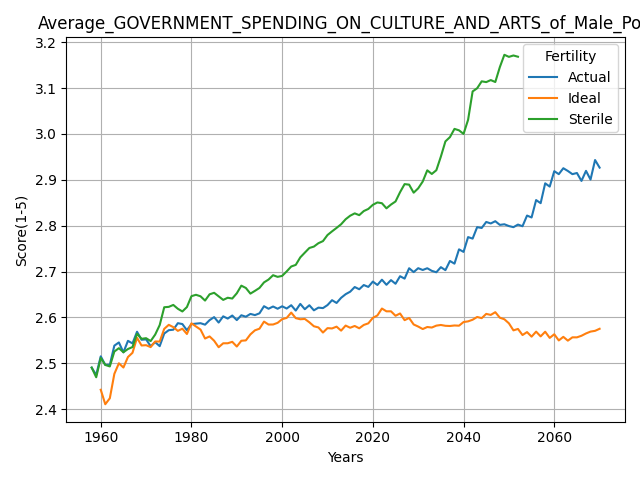 Average_GOVERNMENT_SPENDING_ON_CULTURE_AND_ARTS_of_Male_Po
3.2
3.1
3.0
2.9
2.8
2.7
2.6
2.5
2.4
Score(1-5)
Fertility
Actual
Ideal
Sterile
1960 1980 2000 2020 2040 2060
Years